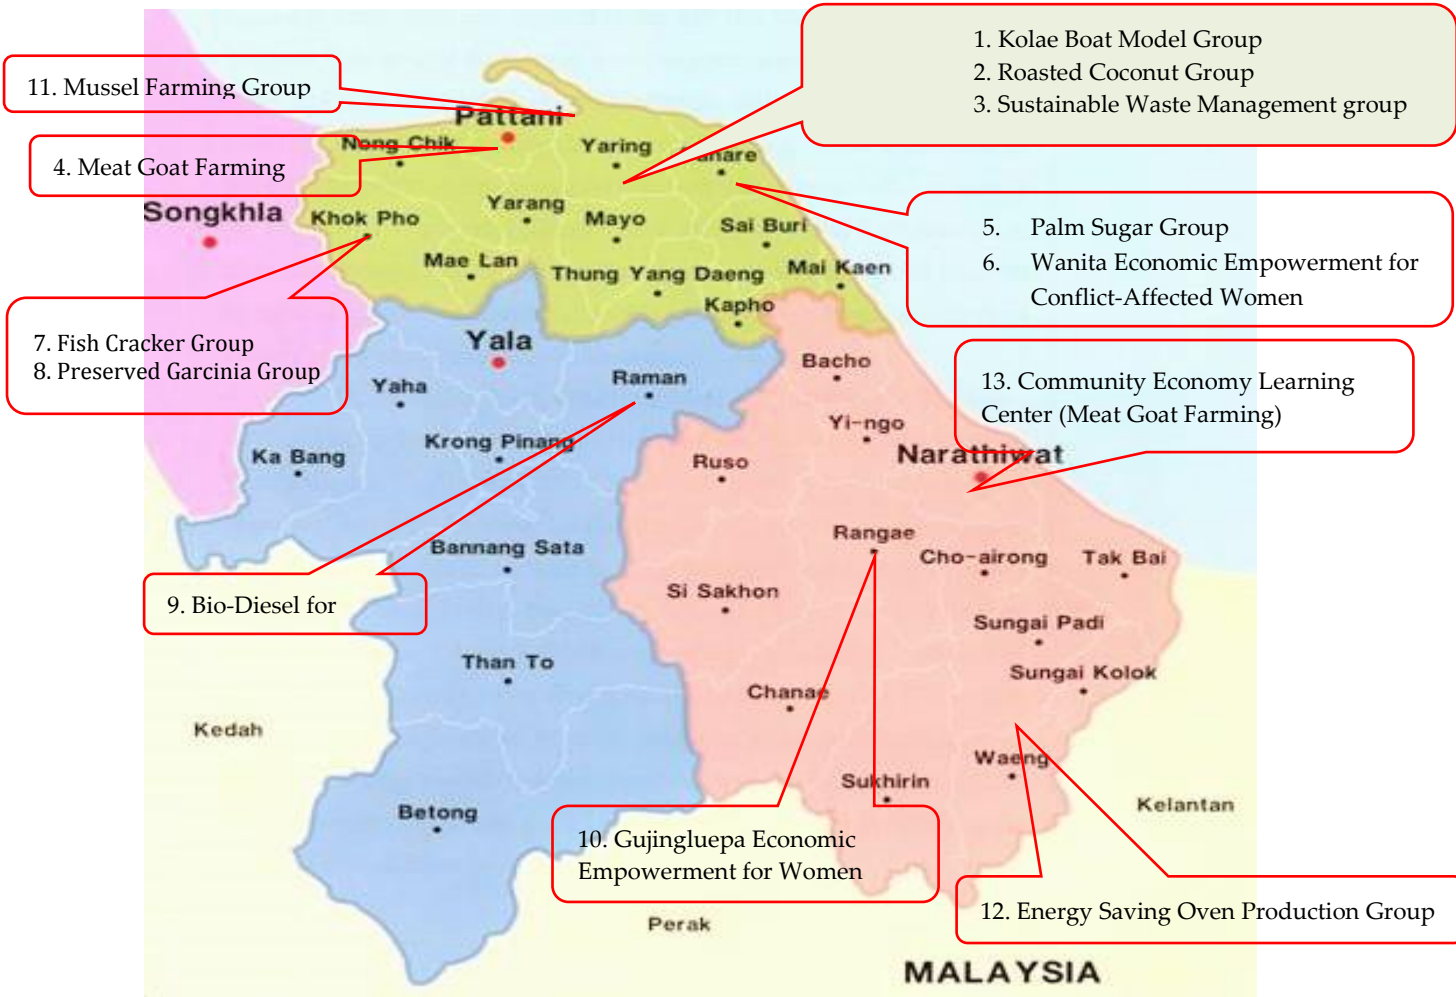 1. Kolae Boat Model Group
2. Roasted Coconut Group
3. Sustainable Waste Management group
11. Mussel Farming Group
Pattani
Nong Chik
Yaring
4. Meat Goat Farming
Songkhla
Khok Pho
Yarang
Mayo
Sai Buri
5. Palm Sugar Group
6. Wanita Economic Empowerment for
Conflict-Affected Women
Mae Lan
Thung Yang Daeng
Mai Kaen
Kapho
7. Fish Cracker Group
8. Preserved Garcinia Group
Yala
Yaha
Raman
Bacho
13. Community Economy Learning
Center (Meat Goat Farming)
Ka Bang
Krong Pinang
Ruso
Yi-ngo
Narathiwat
Bannang Sata
Rangae
Cho-airong
Tak Bai
9. Bio-Diesel for
Si Sakhon
Sungai Padi
Than To
Chanae
Sungai Kolok
Kedah
Waeng
Sukhirin
Betong
Kelantan
10. Gujingluepa Economic
Empowerment for Women
Perak
12. Energy Saving Oven Production Group
MALAYSIA